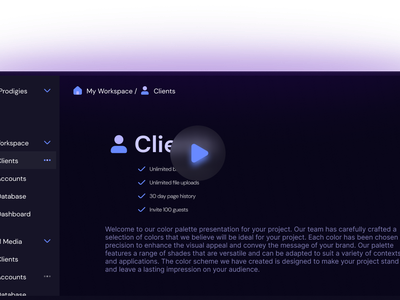 Prodigies
My Workspace / Clients
Clients
Accounts
Database
Dashboard
Media
Clients
Accounts
Database
Unlimited
Unlimited file uploads
30 day page history
Invite 100 guests
Welcome to our color palette presentation for your project. Our team has carefully crafted a
selection of colors that we believe will be ideal for your project. Each color has been chosen
precision to enhance the visual appeal and convey the message of your brand. Our palette
features a range of shades that are versatile and can be adapted to suit a variety of contexts
and applications. The color scheme we have created is designed to make your project stand
and leave a lasting impression on your audience.